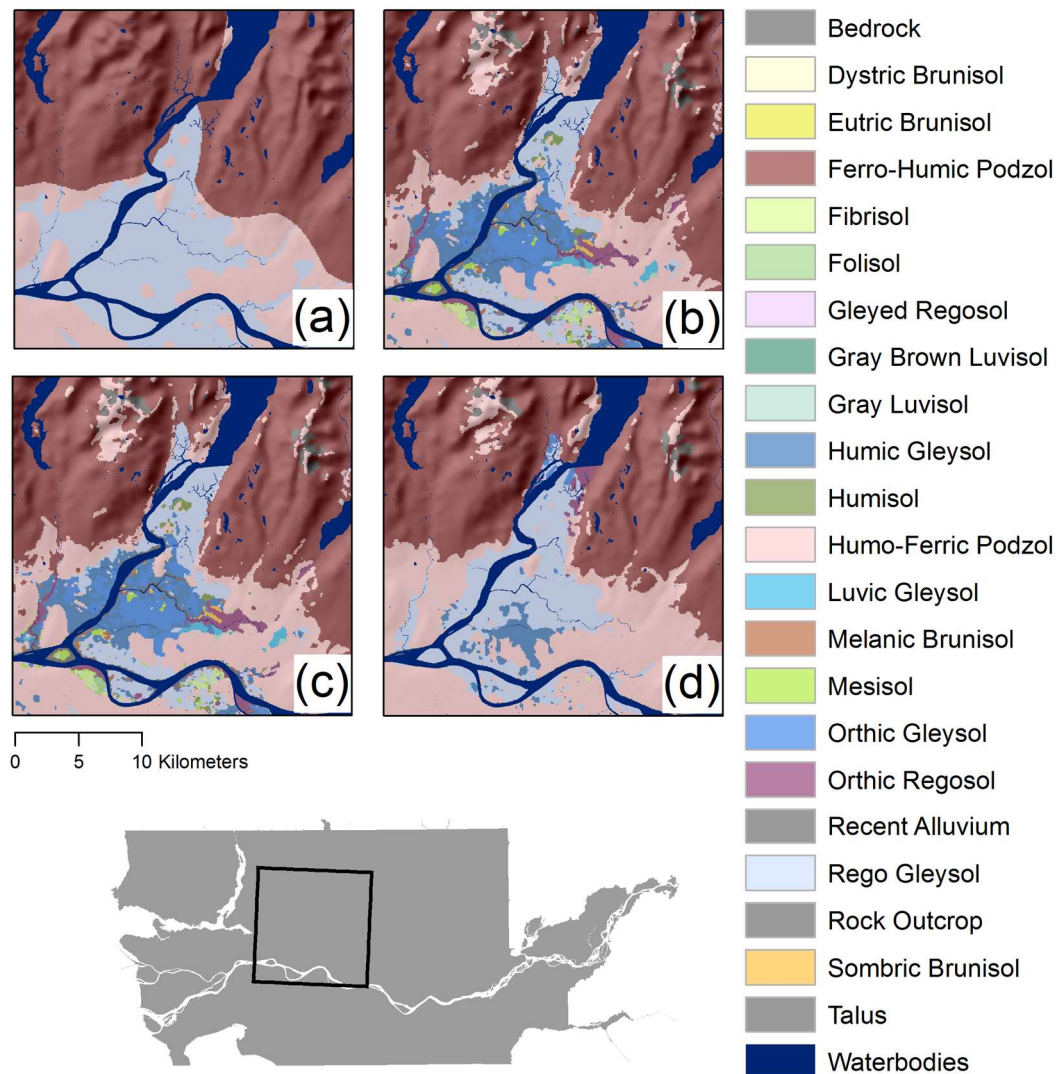 (a)
(b)
(c)
(d)
0 5 10 Kilometers
Bedrock
Dystric Brunisol
Eutric Brunisol
Ferro-Humic Podzol
Fibrisol
Folisol
Gleyed Regosol
Gray Brown Luvisol
Gray Luvisol
Humic Gleysol
Humisol
Humo-Ferric Podzol
Luvic Gleysol
Melanic Brunisol
Mesisol
Orthic Gleysol
Orthic Regosol
Recent Alluvium
Rego Gleysol
Rock Outcrop
Sombric Brunisol
Talus
Waterbodies